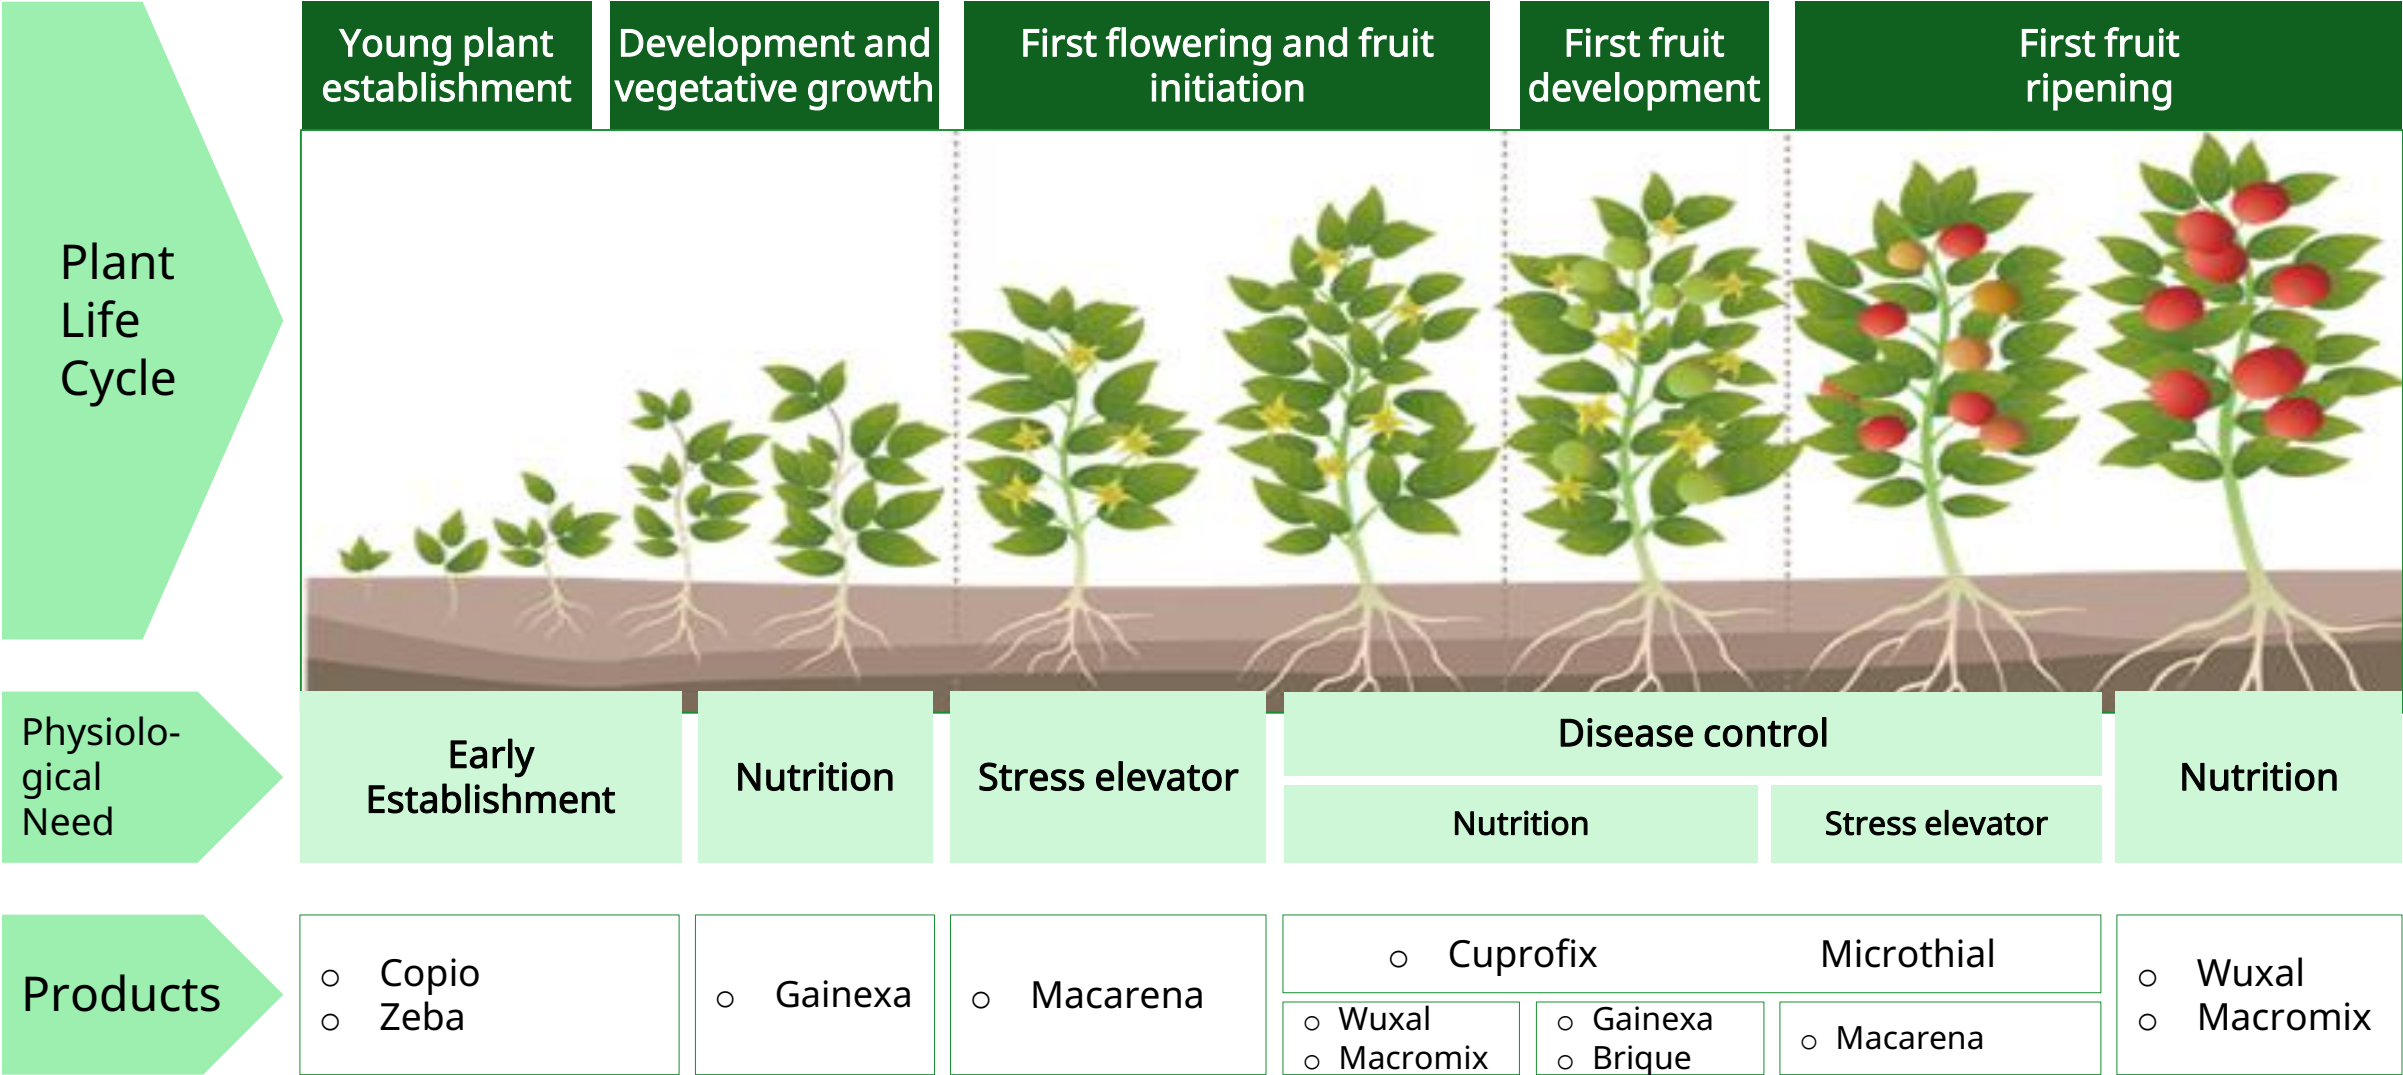 Young plant
establishment
Development and
vegetative growth
First flowering and fruit
initiation
First fruit
development
First fruit
ripening
Plant
Life
Cycle
Physiolo-
gical
Need
Early
Establishment
Nutrition
Stress elevator
Disease control
Nutrition
Stress elevator
Nutrition
Products
○ Copio
○ Zeba
○ Gainexa
○ Macarena
○ Cuprofix Microthial
○ Wuxal
○ Macromix
○ Gainexa
○ Brique
○ Macarena
○ Wuxal
○ Macromix